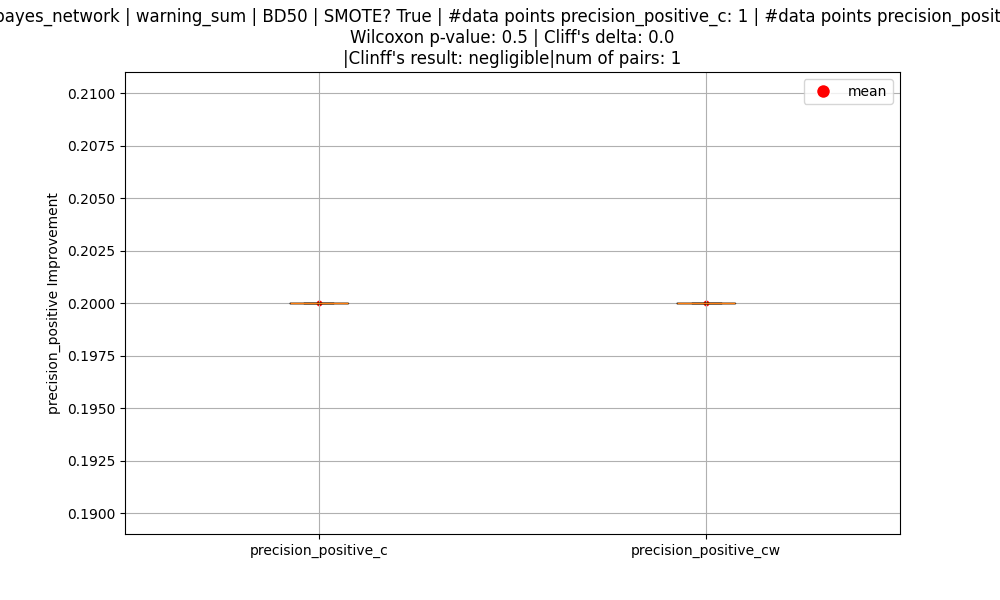 bayes_network | warning_sum | BD50 | SMOTE? True | #data points precision_positive_c: 1 | #data points precision_posit
Wilcoxon p-value: 0.5 | Cliff's delta: 0.0
|Clinff's result: negligible|num of pairs: 1
mean
0.2100
0.2075
0.2050
0.2025
0.2000
0.1975
0.1950
0.1925
0.1900
precision_positive Improvement
precision_positive_c
precision_positive_cw